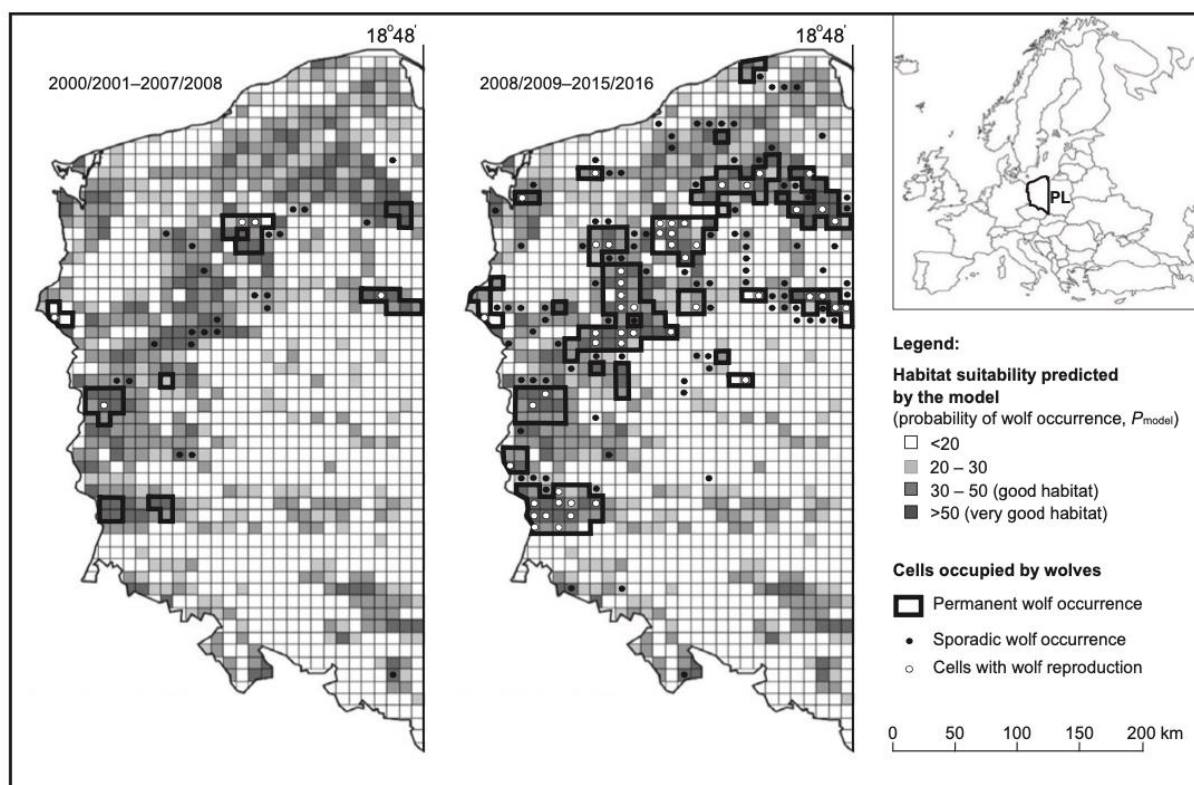 18°48'
2000/2001–2007/2008
18°48'
2008/2009–2015/2016
PL
Legend:
Habitat suitability predicted
by the model
(probability of wolf occurrence, Pmodel)
<20
20 – 30
30 – 50 (good habitat)
>50 (very good habitat)
Cells occupied by wolves
Permanent wolf occurrence
Sporadic wolf occurrence
Cells with wolf reproduction
0 50 100 150 200 km